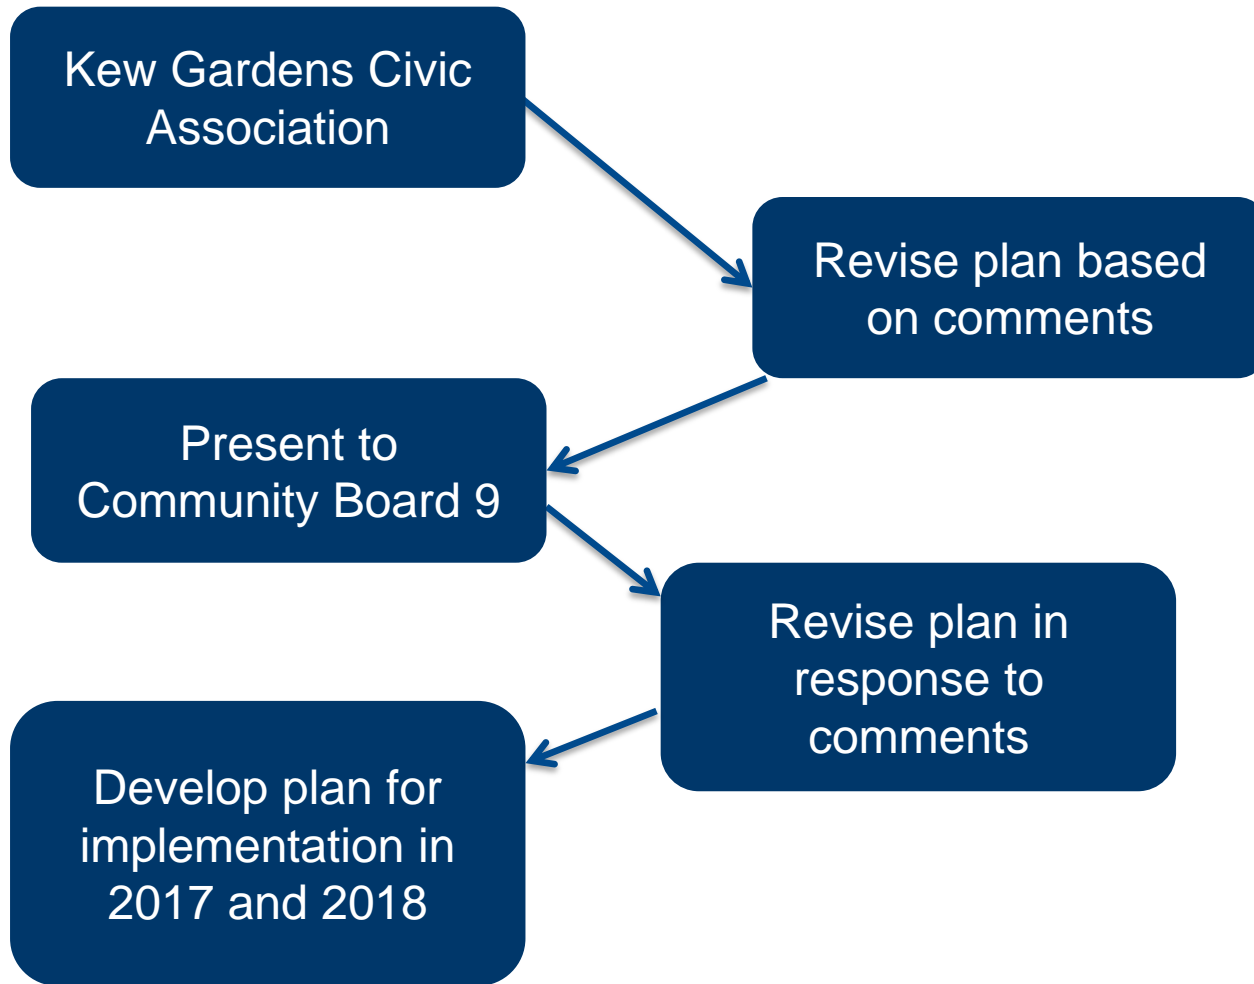 Kew Gardens Civic
Association
Revise plan based
on comments
Present to
Community Board 9
Revise plan in
response to
comments
Develop plan for
implementation in
2017 and 2018